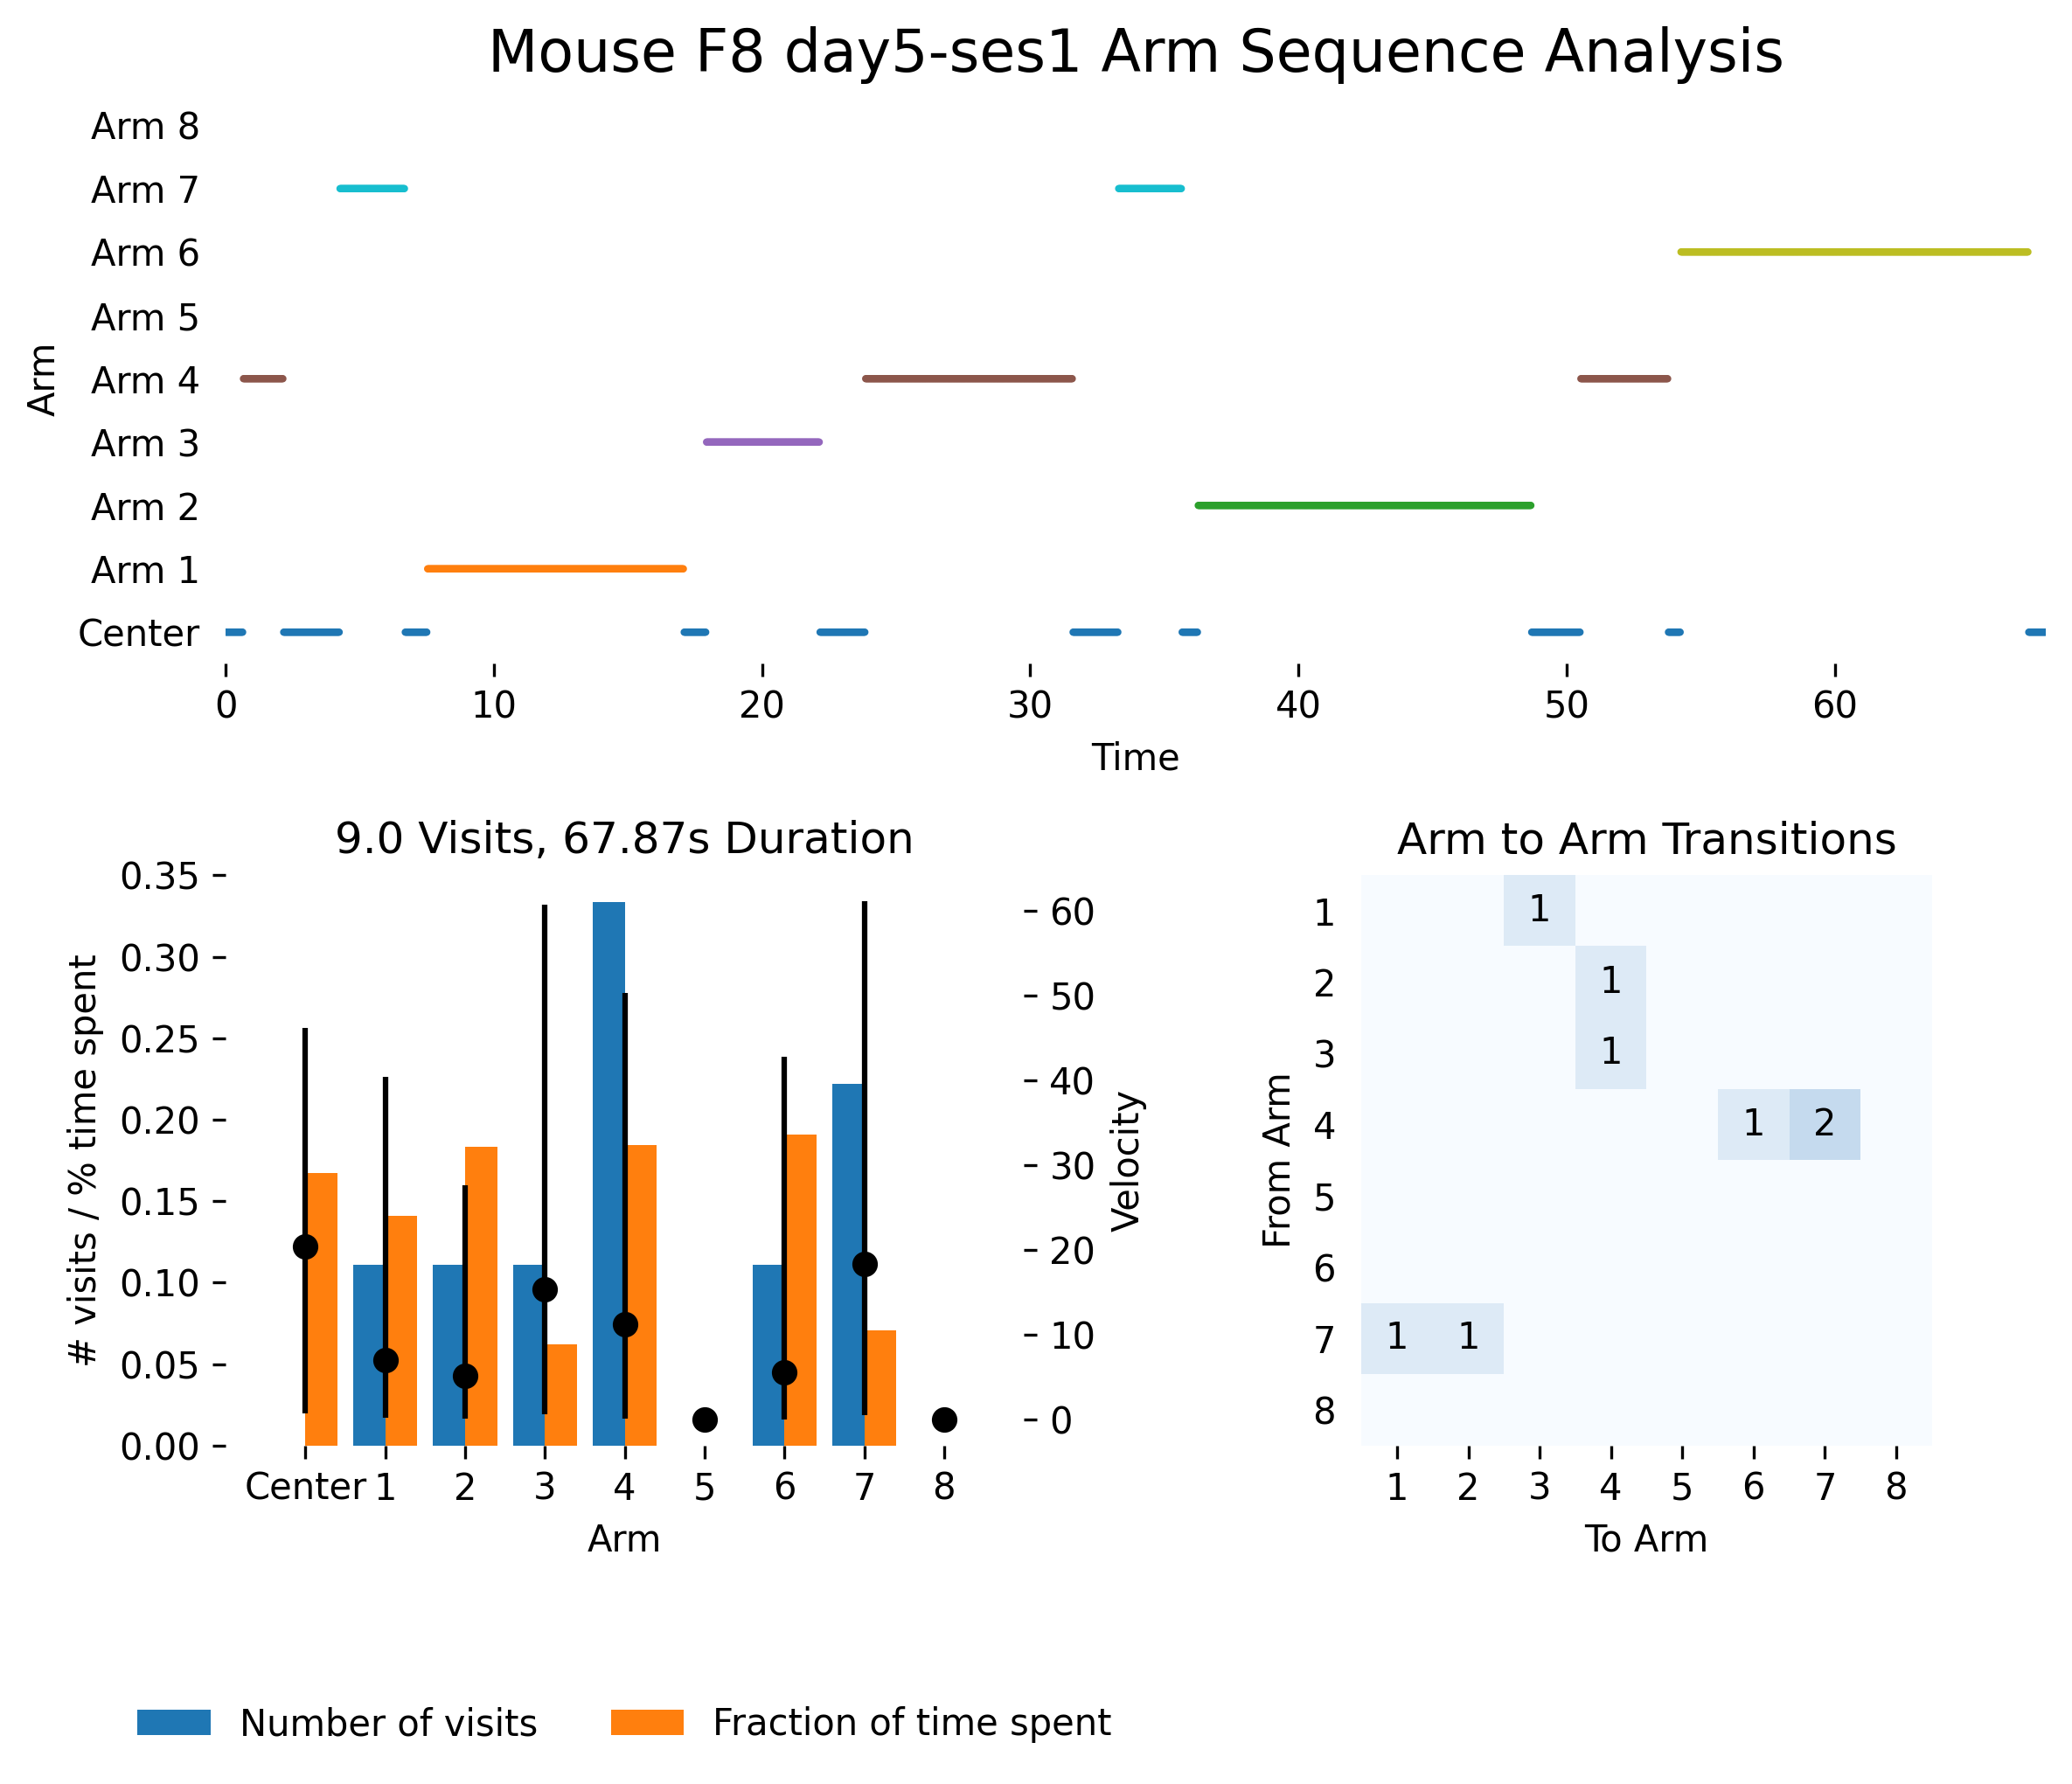 Mouse F8 day5-ses1 Arm Sequence Analysis
Arm 8
Arm 7
Arm 6
Arm 5
Arm 4
Arm 3
Arm 2
Arm 1
Center
Arm
0 10 20 30 40 50 60
Time
9.0 Visits, 67.87s Duration
0.35
0.30
0.25
0.20
0.15
0.10
0.05
0.00
# visits / % time spent
60
50
40
30
20
10
0
Velocity
Center 1 2 3 4 5 6 7 8
Arm
Arm to Arm Transitions
1 1
2 1
3 1
4 1 2
5
6
7 1 1
8
From Arm
1 2 3 4 5 6 7 8
To Arm
Number of visits Fraction of time spent